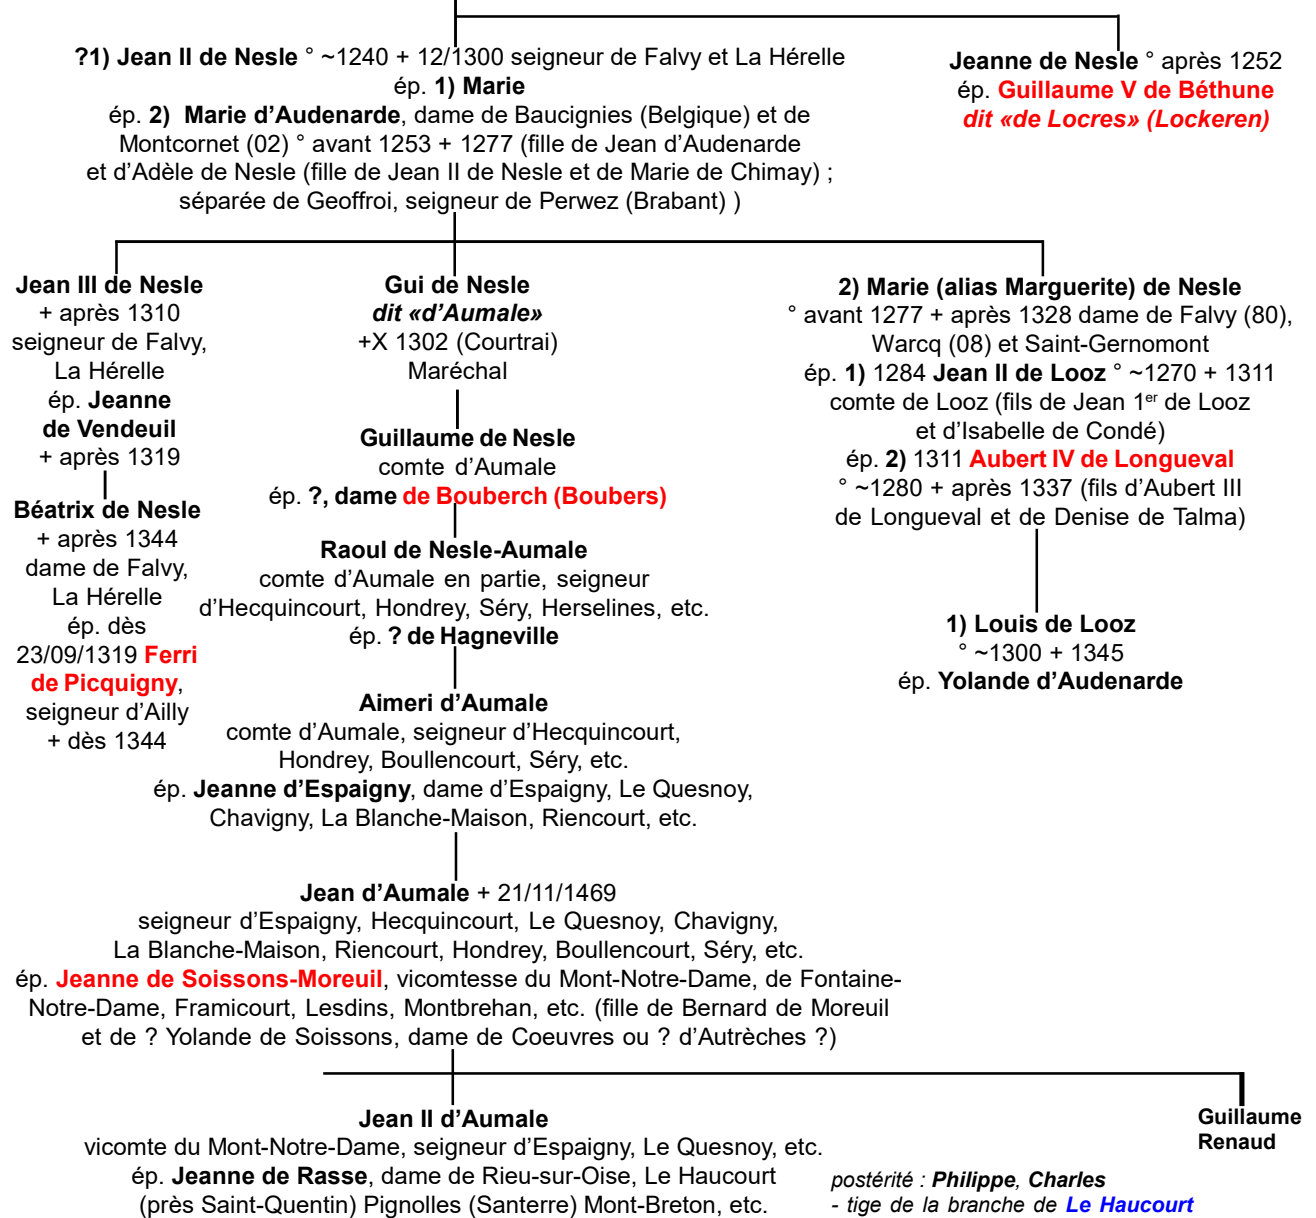 ?1) Jean II de Nesle ° ~1240 + 12/1300 seigneur de Falvy et La Hérelle
ép. 1) Marie
ép. 2) Marie d’Audenarde, dame de Baucignies (Belgique) et de
Montcornet (02) ° avant 1253 + 1277 (fille de Jean d’Audenarde
et d’Adèle de Nesle (fille de Jean II de Nesle et de Marie de Chimay) ;
séparée de Geoffroi, seigneur de Perwez (Brabant) )
Jeanne de Nesle ° après 1252
ép. Guillaume V de Béthune
dit «de Locres» (Lockeren)
Jean III de Nesle
+ après 1310
seigneur de Falvy,
La Hérelle
ép. Jeanne
de Vendeuil
+ après 1319
Béatrix de Nesle
+ après 1344
dame de Falvy,
La Hérelle
ép. dès
23/09/1319 Ferri
de Picquigny,
seigneur d’Ailly
+ dès 1344
Gui de Nesle
dit «d’Aumale»
+X 1302 (Courtrai)
Maréchal
Guillaume de Nesle
comte d’Aumale
ép. ?, dame de Bouberch (Boubers)
Raoul de Nesle-Aumale
comte d’Aumale en partie, seigneur
d’Hecquincourt, Hondrey, Séry, Herselines, etc.
ép. ? de Hagneville
Aimeri d’Aumale
comte d’Aumale, seigneur d’Hecquincourt,
Hondrey, Boullencourt, Séry, etc.
ép. Jeanne d’Espaigny, dame d’Espaigny, Le Quesnoy,
Chavigny, La Blanche-Maison, Riencourt, etc.
2) Marie (alias Marguerite) de Nesle
° avant 1277 + après 1328 dame de Falvy (80),
Warcq (08) et Saint-Gernomont
ép. 1) 1284 Jean II de Looz ° ~1270 + 1311
comte de Looz (fils de Jean 1er de Looz
et d’Isabelle de Condé)
ép. 2) 1311 Aubert IV de Longueval
° ~1280 + après 1337 (fils d’Aubert III
de Longueval et de Denise de Talma)
1) Louis de Looz
° ~1300 + 1345
ép. Yolande d’Audenarde
Jean d’Aumale + 21/11/1469
seigneur d’Espaigny, Hecquincourt, Le Quesnoy, Chavigny,
La Blanche-Maison, Riencourt, Hondrey, Boullencourt, Séry, etc.
ép. Jeanne de Soissons-Moreuil, vicomtesse du Mont-Notre-Dame, de Fontaine-
Notre-Dame, Framicourt, Lesdins, Montbrehan, etc. (fille de Bernard de Moreuil
et de ? Yolande de Soissons, dame de Coeuvres ou ? d’Autrèches ?)
Jean II d’Aumale
vicomte du Mont-Notre-Dame, seigneur d’Espaigny, Le Quesnoy, etc.
ép. Jeanne de Rasse, dame de Rieu-sur-Oise, Le Haucourt
(près Saint-Quentin) Pignolles (Santerre) Mont-Breton, etc.
Guillaume
Renaud
postérité : Philippe, Charles
- tige de la branche de Le Haucourt